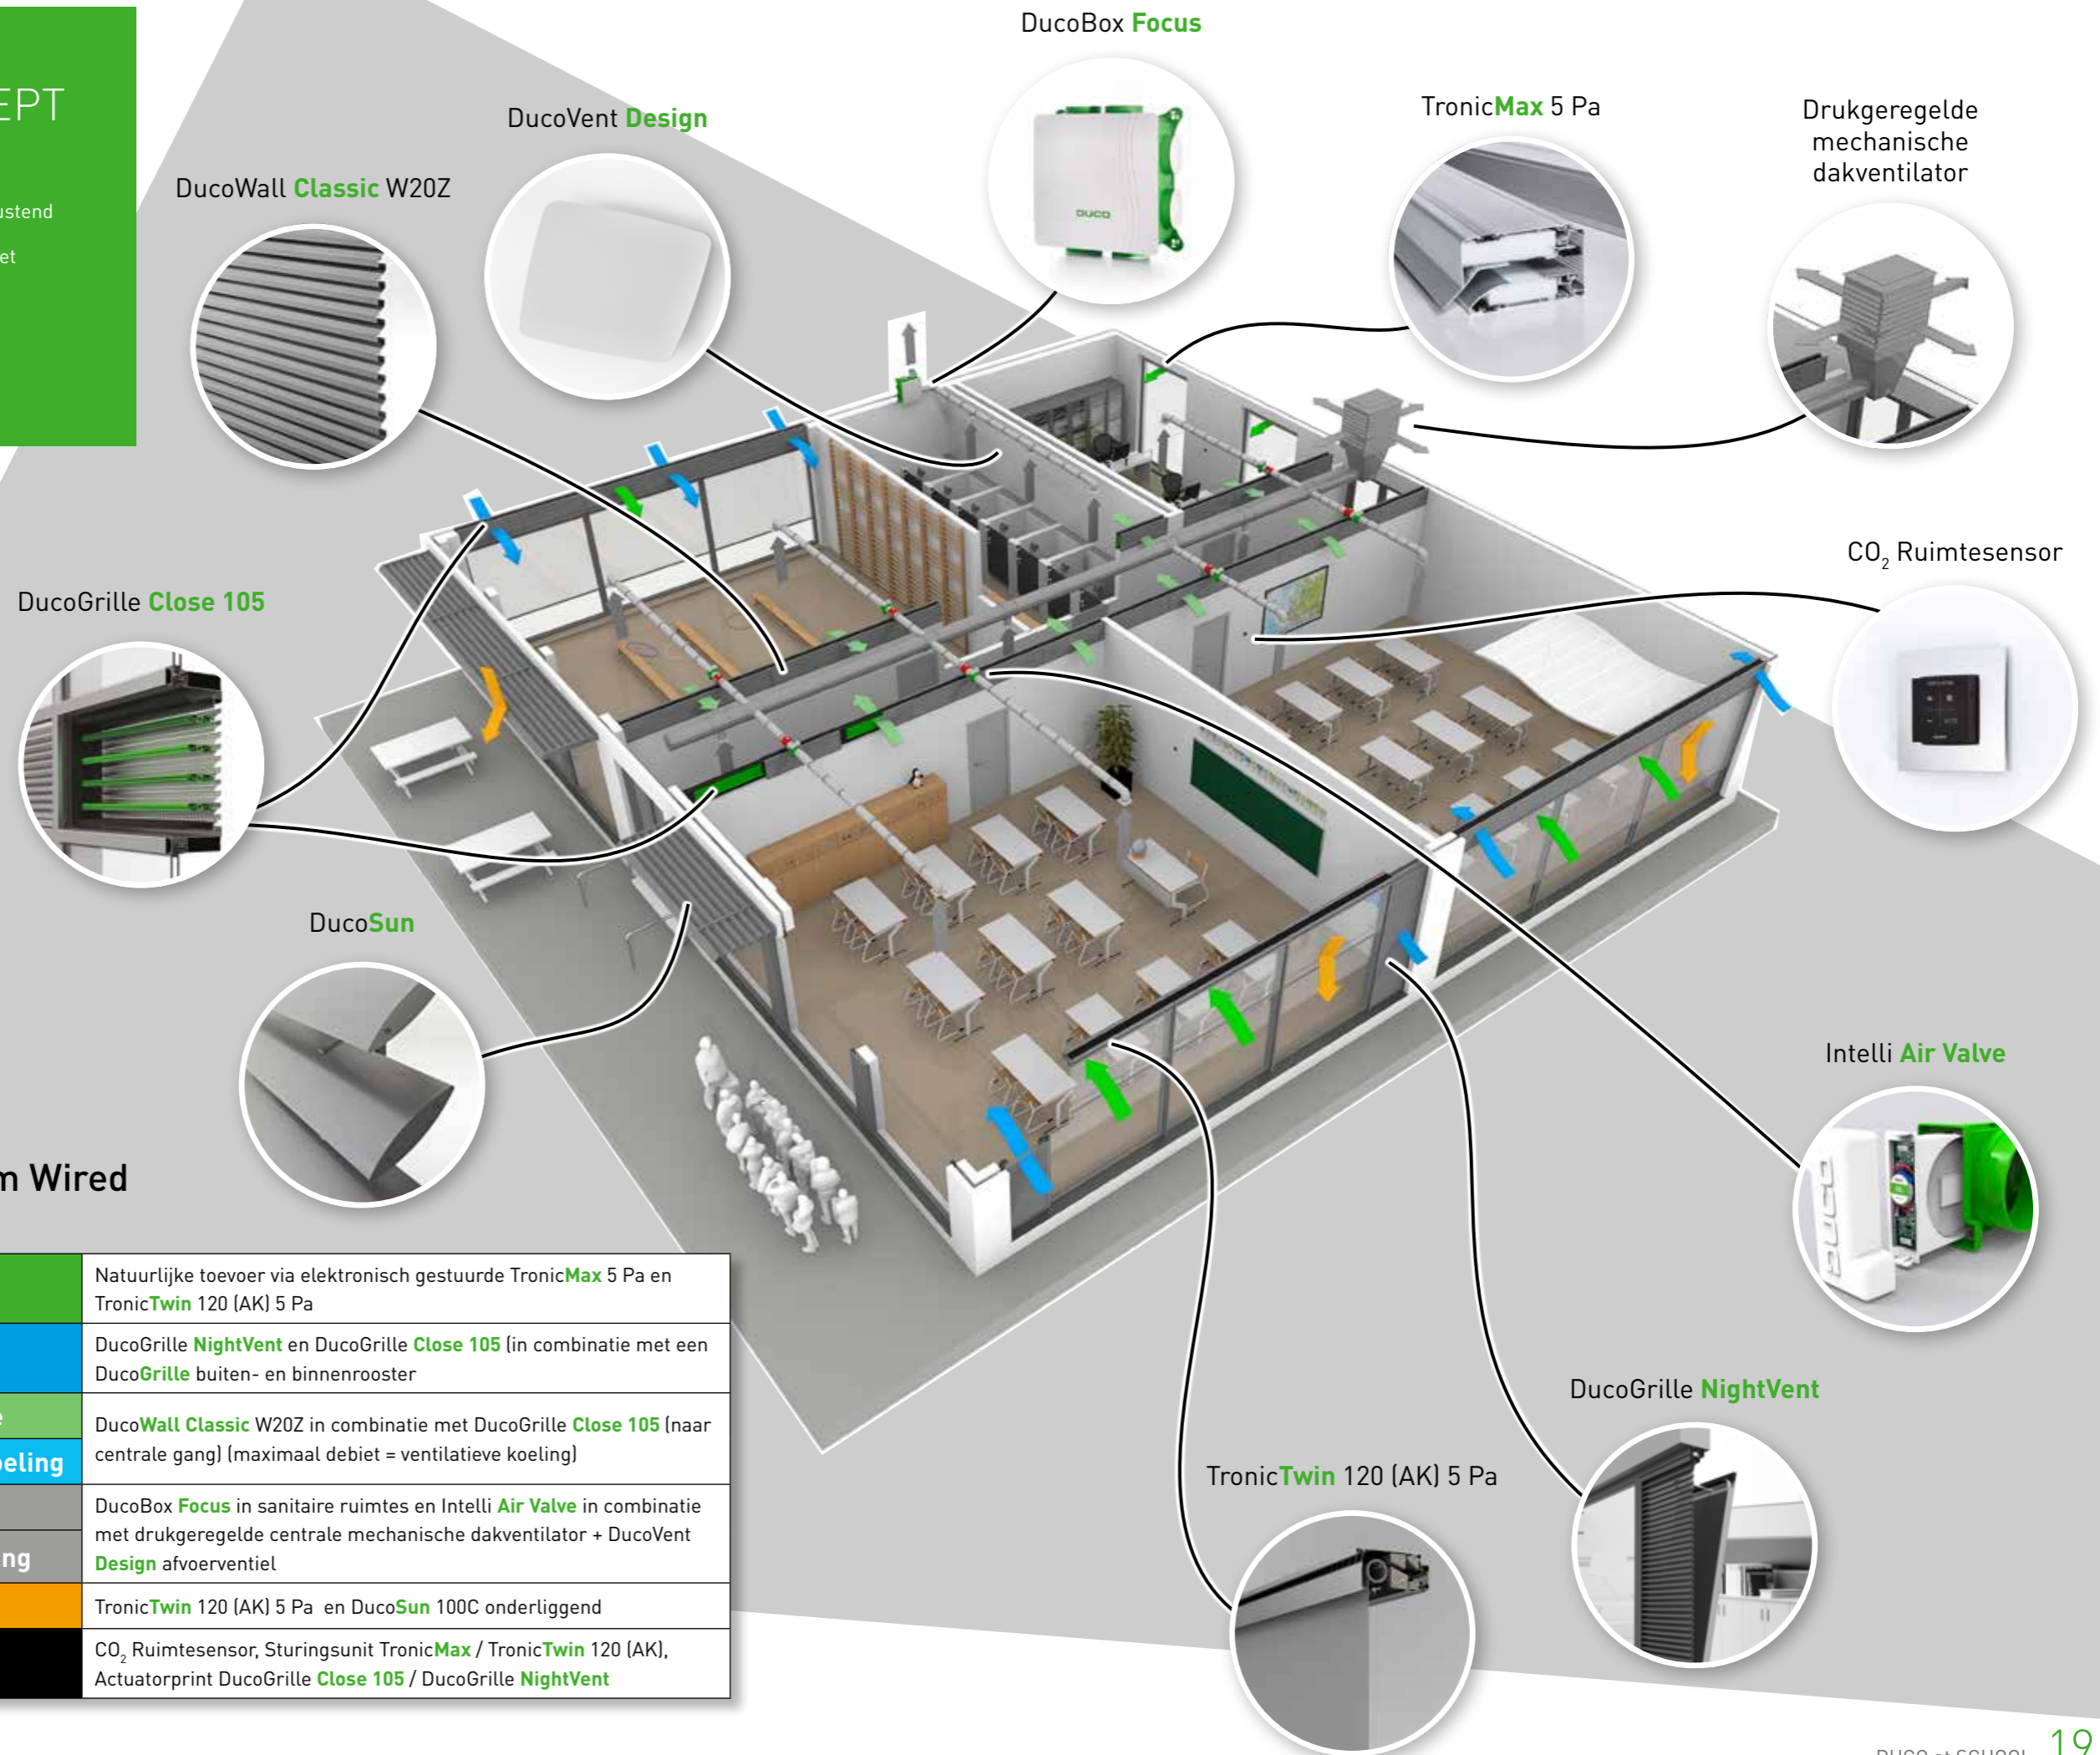 DucoBox Focus
DucoVent Design
TronicMax 5 Pa
Drukgeregelde
mechanische
dakventilator
DucoWall Classic W20Z
DUCO
CO₂ Ruimtesensor
DucoGrille Close 105
DucoSun
Intelli Air Valve
DUCO
DucoGrille NightVent
TronicTwin 120 (AK) 5 Pa
EPT
ustend
et
m Wired
Natuurlijke toevoer via elektronisch gestuurde TronicMax 5 Pa en
TronicTwin 120 (AK) 5 Pa
DucoGrille NightVent en DucoGrille Close 105 (in combinatie met een
DucoGrille buiten- en binnenrooster
e
DucoWall Classic W20Z in combinatie met DucoGrille Close 105 (naar
centrale gang) (maximaal debiet = ventilatieve koeling)
eling
DucoBox Focus in sanitaire ruimtes en Intelli Air Valve in combinatie
met drukgeregelde centrale mechanische dakventilator + DucoVent
Design afvoerventiel
ng
TronicTwin 120 (AK) 5 Pa en DucoSun 100C onderliggend
CO₂ Ruimtesensor, Sturingsunit TronicMax / TronicTwin 120 (AK),
Actuatorprint DucoGrille Close 105 / DucoGrille NightVent
DUCO at SCHOOL 19